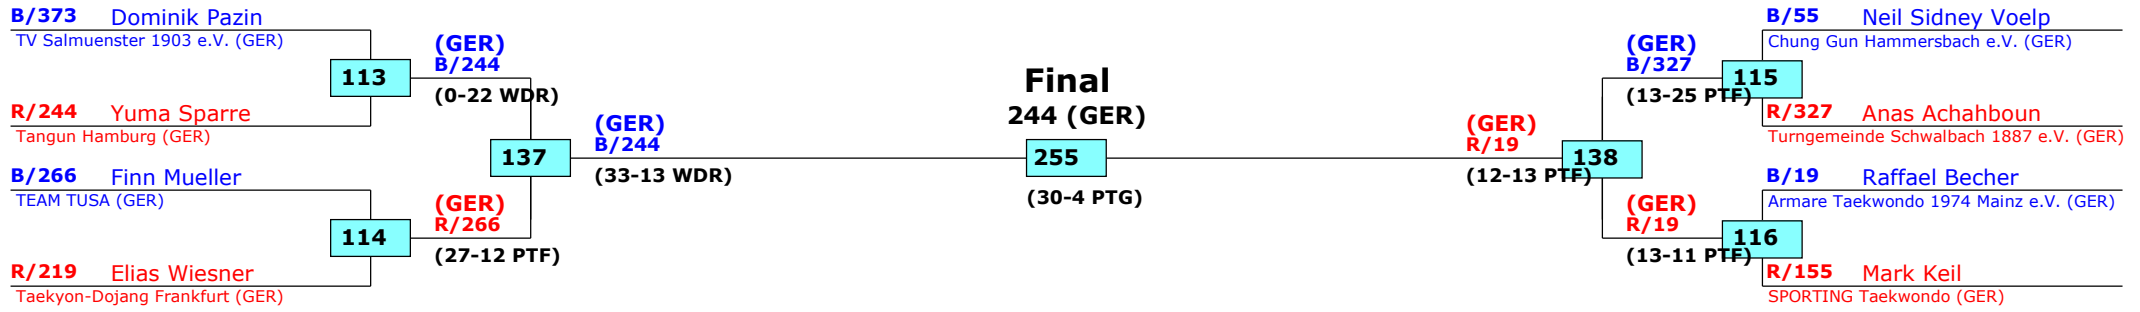 B/373 Dominik Pazin
TV Salmuenster 1903 e.V. (GER)
113
R/244 Yuma Sparre
Tangun Hamburg (GER)
B/266 Finn Mueller
TEAM TUSA (GER)
114
R/219 Elias Wiesner
Taekyon-Dojang Frankfurt (GER)
(GER)
B/244
(0-22 WDR)
137
(GER)
R/266
(27-12 PTF)
(GER)
B/244
(33-13 WDR)
Final
244 (GER)
255
(30-4 PTG)
(GER)
R/19
(12-13 PTF)
138
(GER)
B/327
(13-25 PTF)
(GER)
R/19
(13-11 PTF)
B/55 Neil Sidney Voelp
Chung Gun Hammersbach e.V. (GER)
115
R/327 Anas Achahboun
Turngemeinde Schwalbach 1887 e.V. (GER)
B/19 Raffael Becher
Armare Taekwondo 1974 Mainz e.V. (GER)
116
R/155 Mark Keil
SPORTING Taekwondo (GER)